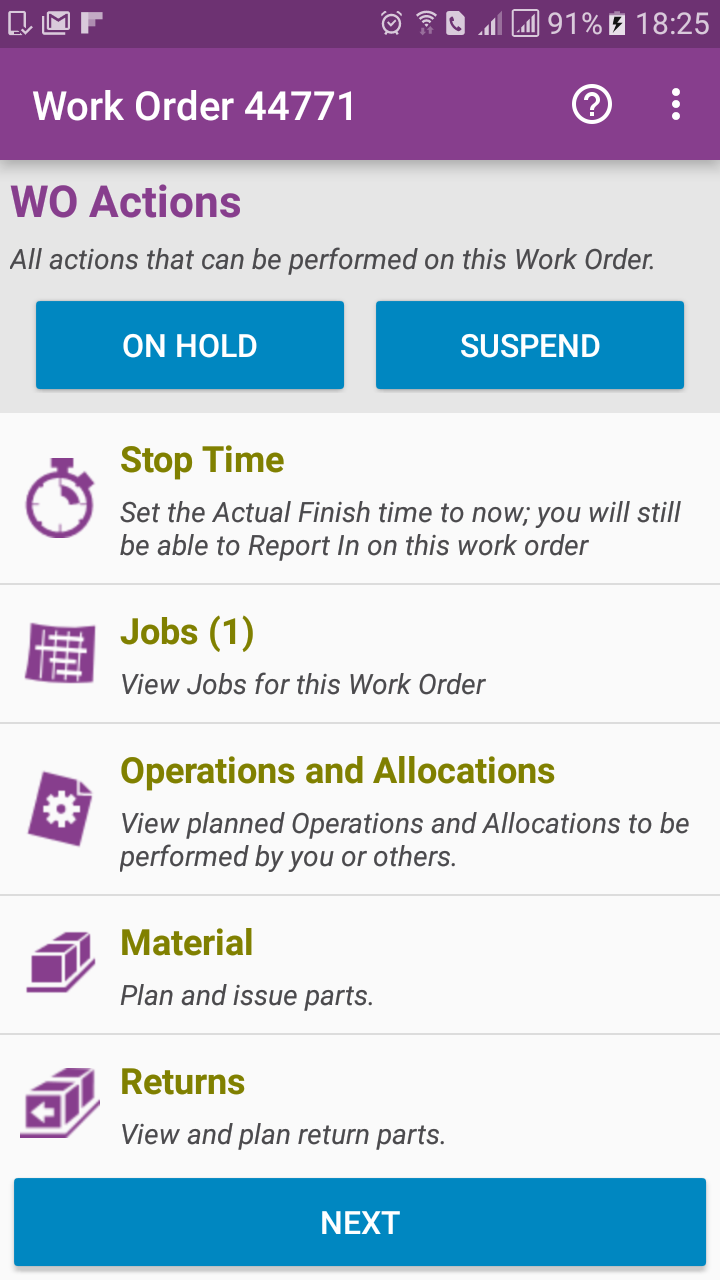 91% 18:25
Work Order 44771
WO Actions
All actions that can be performed on this Work Order.
ON HOLD
SUSPEND
Stop Time
Set the Actual Finish time to now; you will still
be able to Report In on this work order
Jobs (1)
View Jobs for this Work Order
Operations and Allocations
View planned Operations and Allocations to be
performed by you or others.
Material
Plan and issue parts.
Returns
View and plan return parts.
NEXT